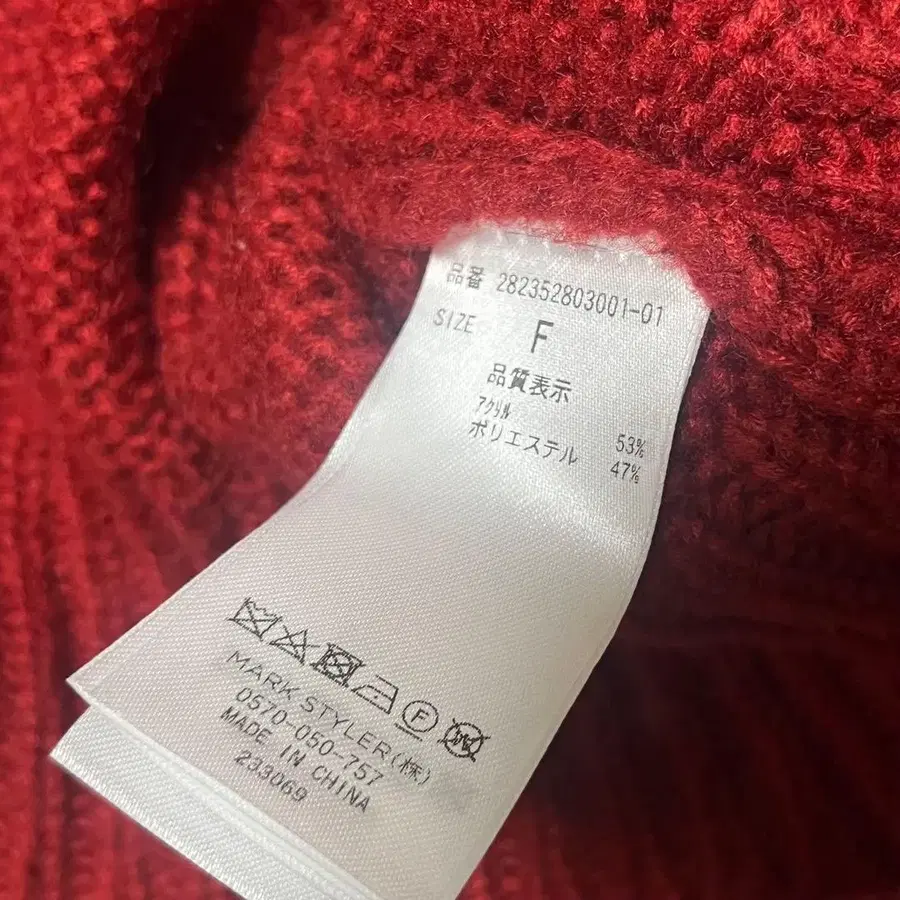 品番 282352803001-01
SIZE F
品質表示
アクリル 53%
ポリエステル 47%
MARK STYLER(株)
0570-050-757
MADE IN CHINA
233069